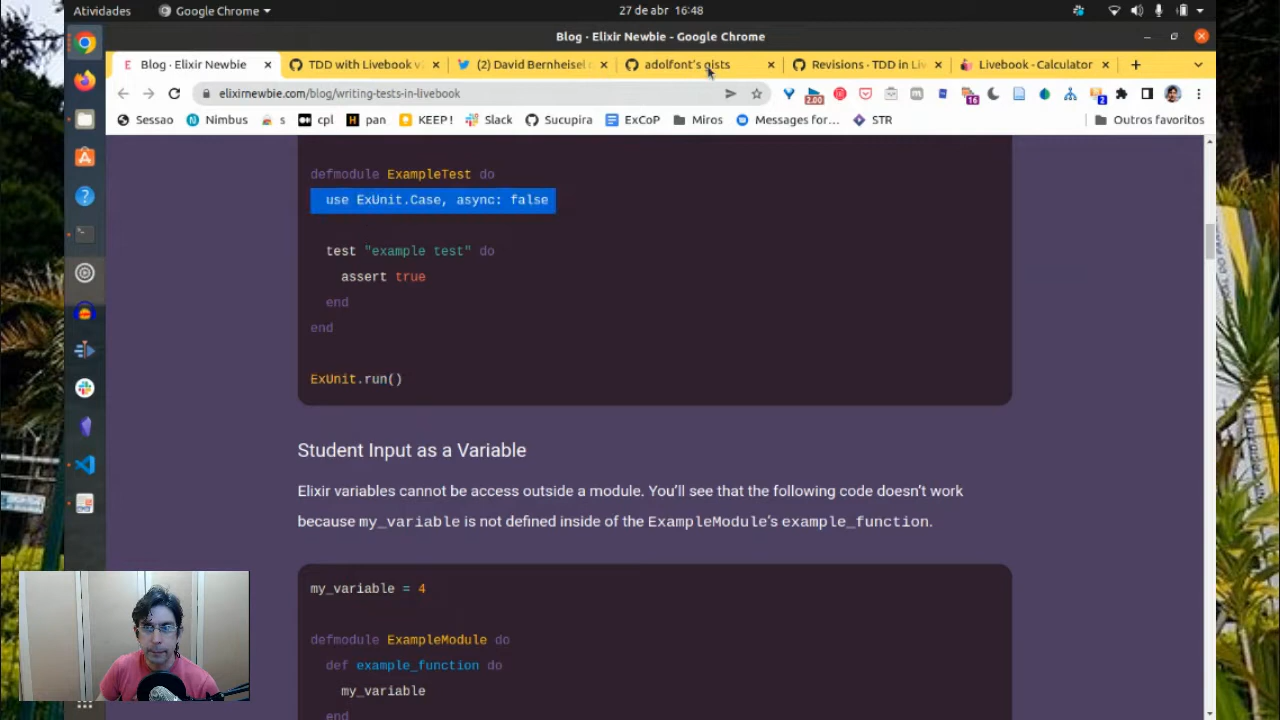 Atividades
Google Chrome
27 de abr 16:48
Blog · Elixir Newbie - Google Chrome
E Blog · Elixir Newbie
TDD with Livebook v
(2) David Bernheisel
adolfont's gists
Revisions · TDD in Liv
Livebook - Calculator
elixirnewbie.com/blog/writing-tests-in-livebook
2.00
16
2
Sessao
Nimbus
s
cpl
pan
KEEP!
Slack
Sucupira
ExCoP
Miros
Messages for...
STR
Outros favoritos
defmodule ExampleTest do
use ExUnit.Case, async: false
test "example test" do
assert true
end
end
ExUnit.run()
Student Input as a Variable
Elixir variables cannot be access outside a module. You'll see that the following code doesn't work
because my_variable is not defined inside of the ExampleModule's example_function.
my_variable = 4
defmodule ExampleModule do
def example_function do
my_variable
end